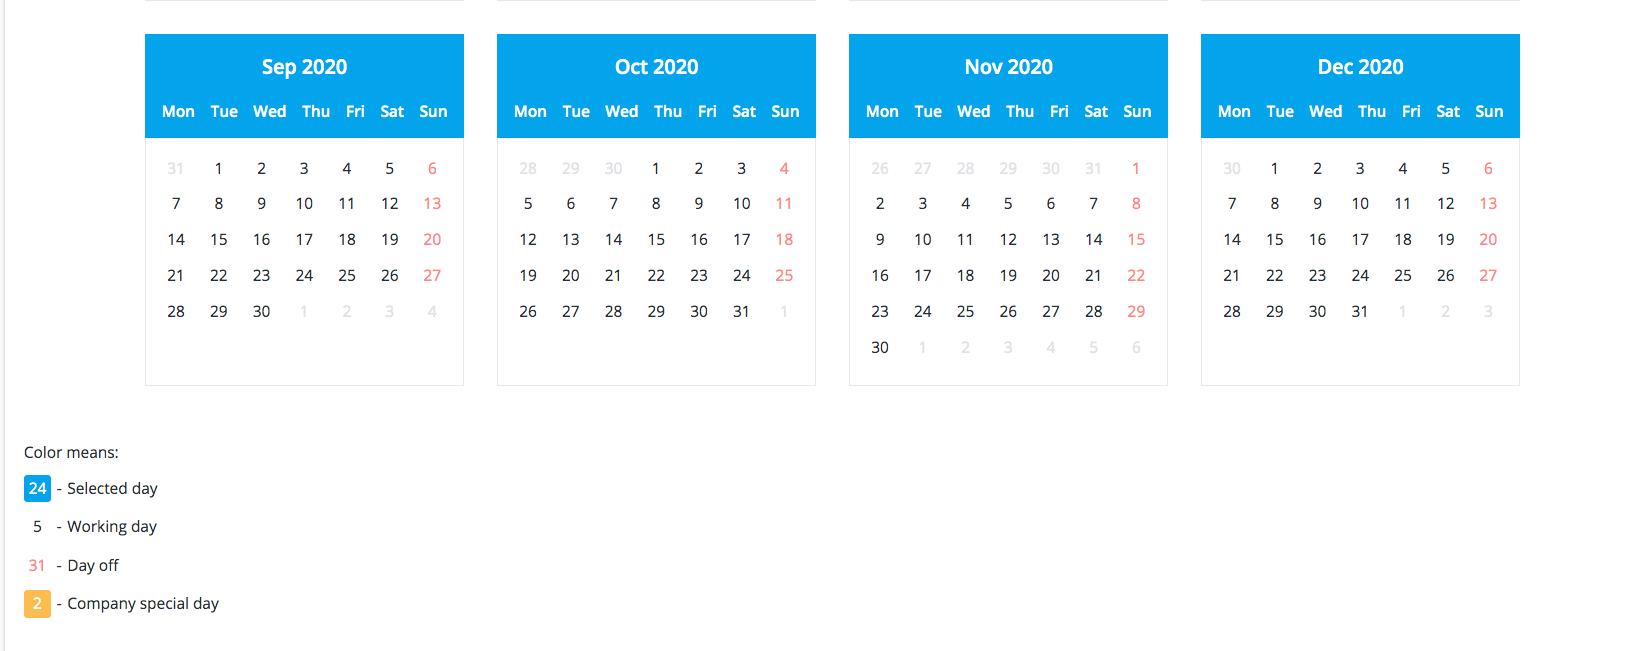 Sep 2020
Mon Tue Wed Thu Fri Sat Sun
31 1 2 3 4 5 6
7 8 9 10 11 12 13
14 15 16 17 18 19 20
21 22 23 24 25 26 27
28 29 30 1 2 3 4
Oct 2020
Mon Tue Wed Thu Fri Sat Sun
28 29 30 1 2 3 4
5 6 7 8 9 10 11
12 13 14 15 16 17 18
19 20 21 22 23 24 25
26 27 28 29 30 31 1
Nov 2020
Mon Tue Wed Thu Fri Sat Sun
26 27 28 29 30 31 1
2 3 4 5 6 7 8
9 10 11 12 13 14 15
16 17 18 19 20 21 22
23 24 25 26 27 28 29
30 1 2 3 4 5 6
Dec 2020
Mon Tue Wed Thu Fri Sat Sun
30 1 2 3 4 5 6
7 8 9 10 11 12 13
14 15 16 17 18 19 20
21 22 23 24 25 26 27
28 29 30 31 1 2 3
Color means:
24 - Selected day
5 - Working day
31 - Day off
2 - Company special day